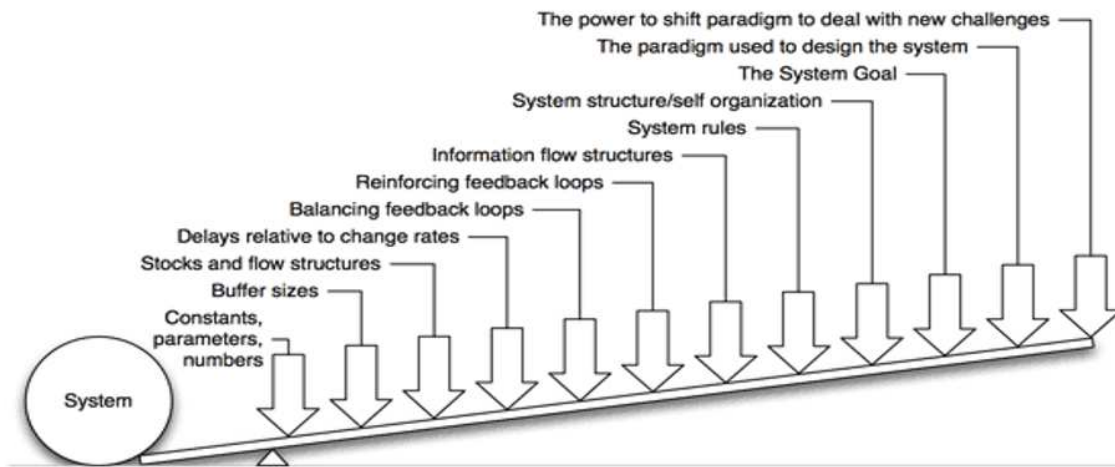 The power to shift paradigm to deal with new challenges
The paradigm used to design the system
The System Goal
System structure/self organization
System rules
Information flow structures
Reinforcing feedback loops
Balancing feedback loops
Delays relative to change rates
Stocks and flow structures
Buffer sizes
Constants,
parameters,
numbers
System